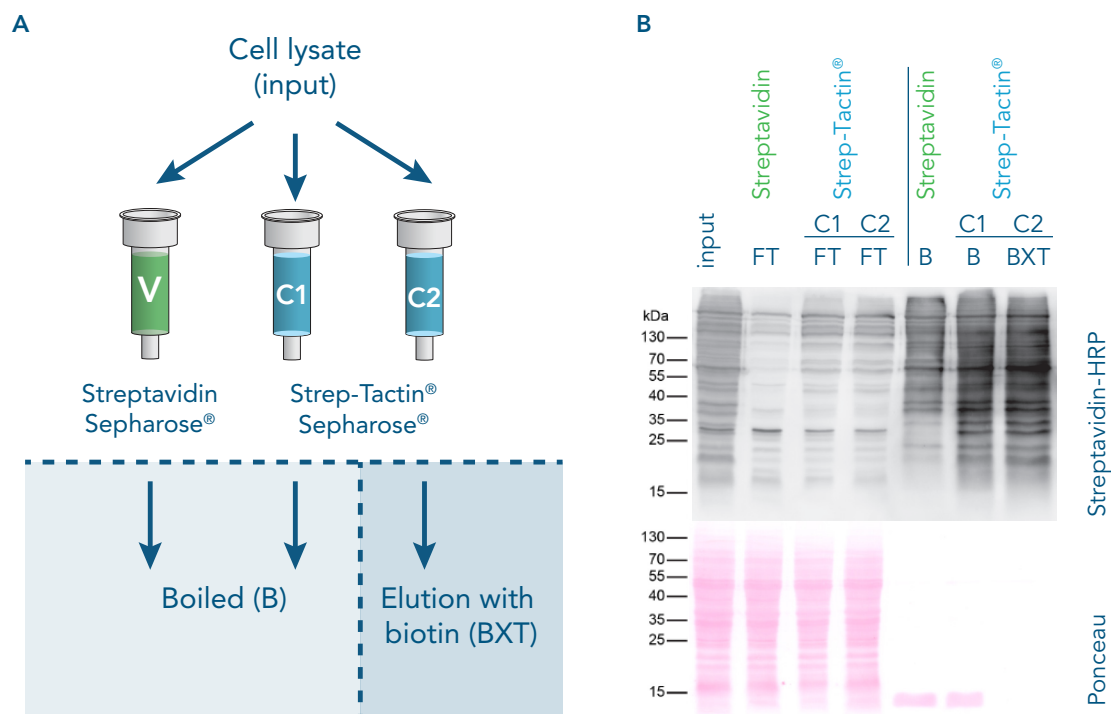 A
Cell lysate
(input)
V
C1
C2
Streptavidin
Sepharose®
Strep-Tactin®
Sepharose®
Boiled (B)
Elution with
biotin (BXT)
B
Streptavidin
Strep-Tactin®
Streptavidin
Strep-Tactin®
C1 C2 C1 C2
input FT FT FT B B BXT
kDa
130
70
55
40
35
25
15
Streptavidin-HRP
130
70
55
40
35
25
15
Ponceau